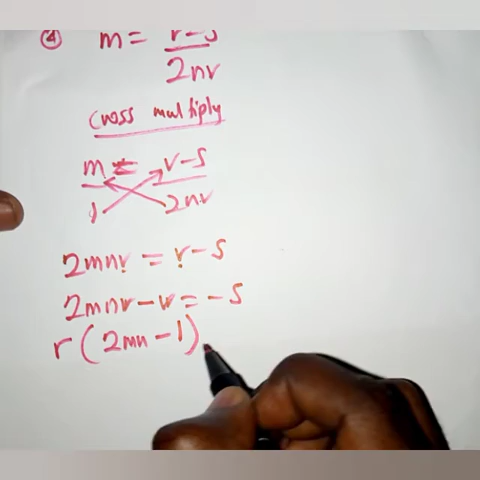 ④ m = r-s
2nr
Cross multiply
m = r-s
1 2nr
2mnr = r-s
2mnr - r = -s
r(2mn-1)